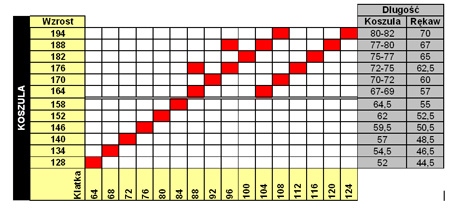 Długość
Wzrost Koszula Rękaw
194 80-82 70
188 77-80 67
182 75-77 65
176 72-75 62,5
170 70-72 60
164 67-69 57
158 64,5 55
152 62 52,5
146 59,5 50,5
140 57 48,5
134 54,5 46,5
128 52 44,5
KOSZULA
Klatka 64 68 72 76 80 84 88 92 96 100 104 108 112 116 120 124